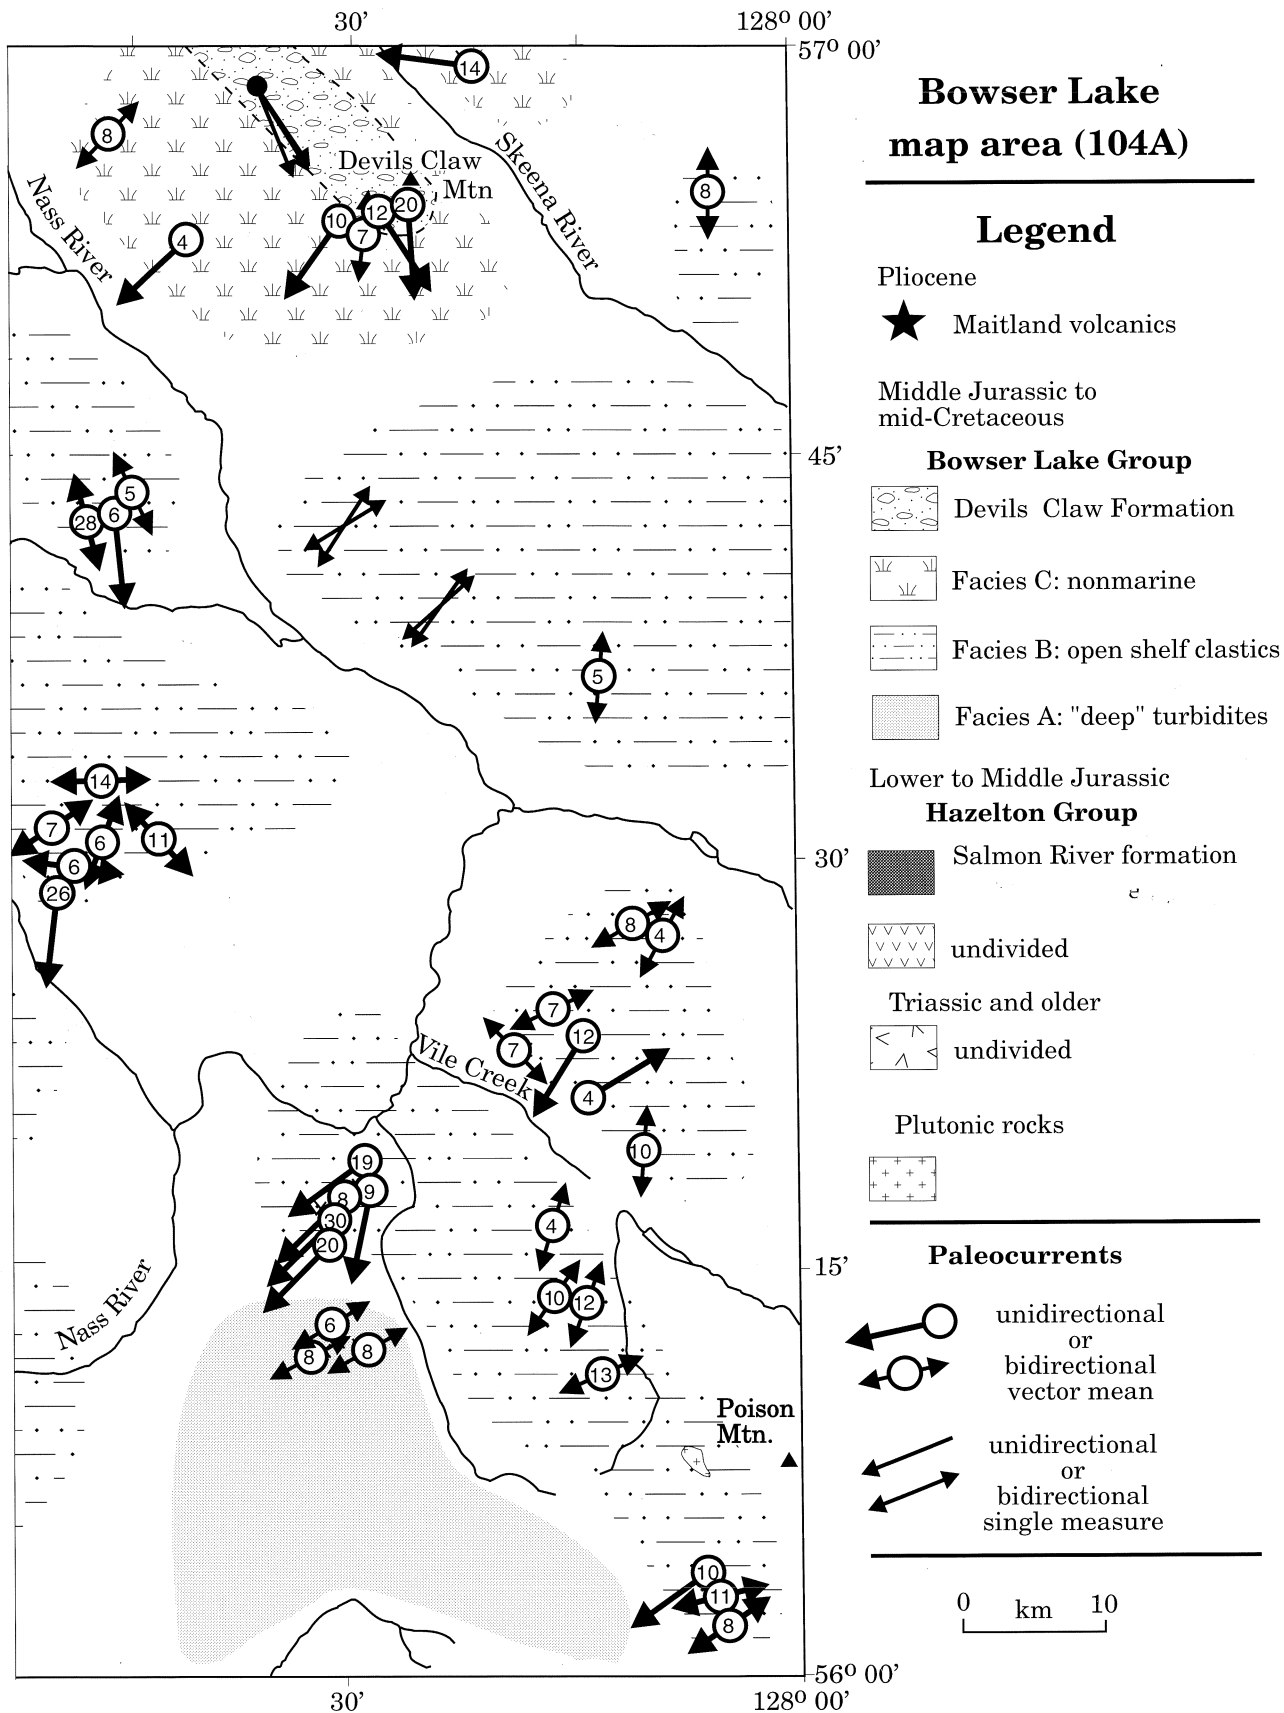 30'
128º 00'
57º 00'
14
8
Devils Claw
Mtn
Skeena River
Nass River
8
10
12
20
7
4
45'
5
6
28
5
14
7
6
11
6
26
30'
8
4
7
12
7
Vile Creek
4
10
19
9
8
30
20
4
15'
Nass River
10
12
6
8
8
13
Poison
Mtn.
10
11
8
56º 00'
30'
128º 00'
Bowser Lake
map area (104A)
Legend
Pliocene
Maitland volcanics
Middle Jurassic to
mid-Cretaceous
Bowser Lake Group
Devils Claw Formation
Facies C: nonmarine
Facies B: open shelf clastics
Facies A: "deep" turbidites
Lower to Middle Jurassic
Hazelton Group
Salmon River formation
undivided
Triassic and older
undivided
Plutonic rocks
Paleocurrents
unidirectional
or
bidirectional
vector mean
unidirectional
or
bidirectional
single measure
0 km 10